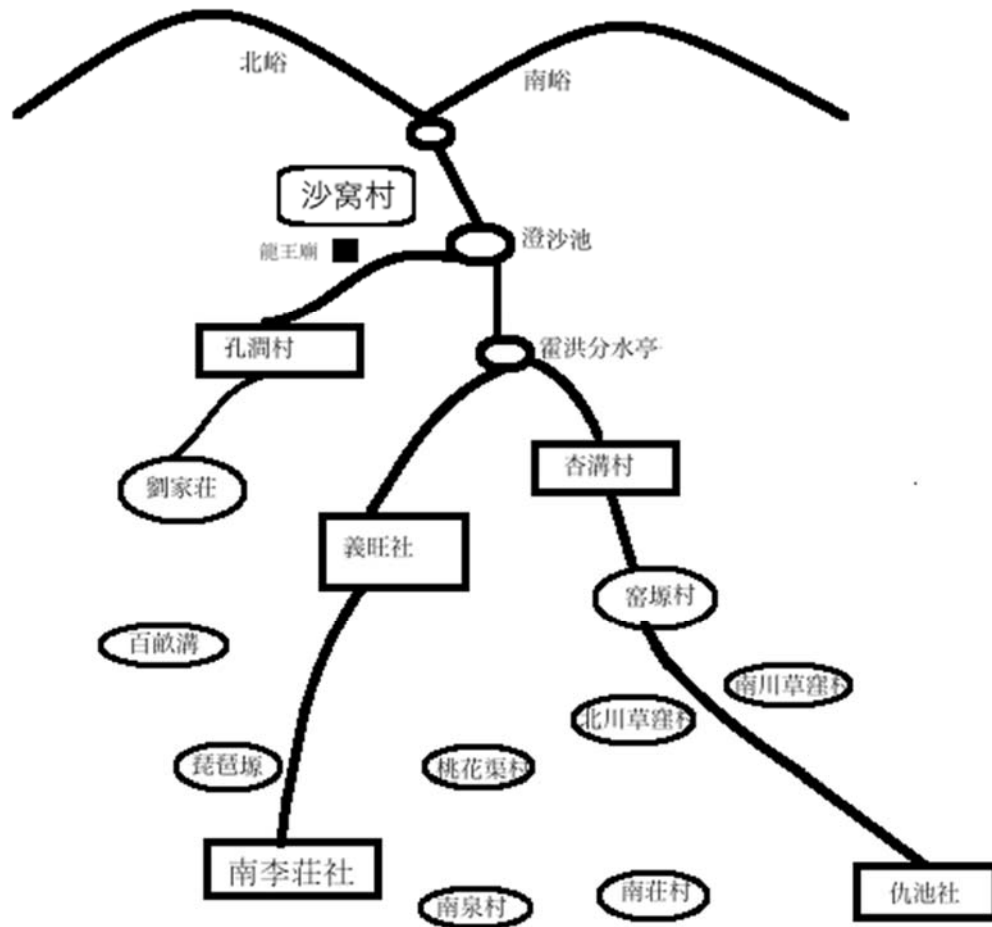 北峪
南峪
沙窝村
澄沙池
龍王廟
孔澗村
霍洪分水亭
杏溝村
劉家荘
義旺社
窑塬村
百畝溝
南川草窪村
北川草窪村
琵琶塬
桃花渠村
南李荘社
南泉村
南荘村
仇池社